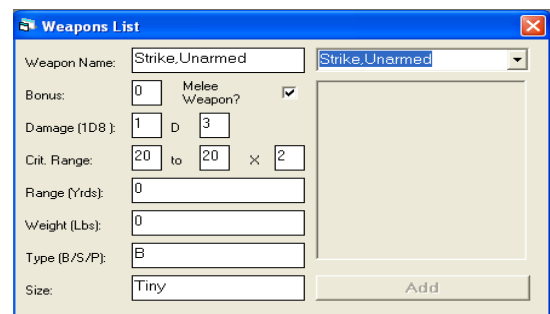 Weapons List
Weapon Name: Strike,Unarmed Strike,Unarmed
Bonus: 0 Melee Weapon?
Damage (1D8 ): 1 D 3
Crit. Range: 20 to 20 X 2
Range (Yrds): 0
Weight (Lbs): 0
Type (B/S/P): B
Size: Tiny Add